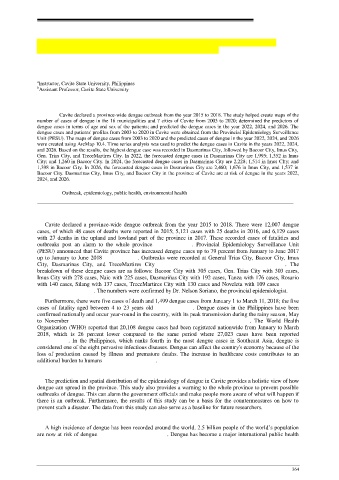 ᵃInstructor, Cavite State University, Philippines
ᵇAssistant Professor, Cavite State University
Cavite declared a province-wide dengue outbreak from the year 2015 to 2018. The study helped create maps of the
number of cases of dengue in the 16 municipalities and 7 cities of Cavite from 2003 to 2020; determined the predictors of
dengue cases in terms of age and sex of the patients; and predicted the dengue cases in the year 2022, 2024, and 2026. The
dengue cases and patients' profiles from 2003 to 2020 in Cavite were obtained from the Provincial Epidemiology Surveillance
Unit (PESU). The maps of dengue cases from 2003 to 2020 and the predicted cases of dengue in the year 2022, 2024, and 2026
were created using ArcMap 10.4. Time series analysis was used to predict the dengue cases in Cavite in the years 2022, 2024,
and 2026. Based on the results, the highest dengue case was recorded in Dasmariñas City, followed by Bacoor City, Imus City,
Gen. Trias City, and TreceMartires City. In 2022, the forecasted dengue cases in Dasmariñas City are 1,995; 1,352 in Imus
City; and 1,260 in Bacoor City. In 2024, the forecasted dengue cases in Dasmariñas City are 2,228, 1,514 in Imus City; and
1,398 in Bacoor City. In 2026, the forecasted dengue cases in Dasmariñas City are 2,460; 1,676 in Imus City; and 1,537 in
Bacoor City. Dasmariñas City, Imus City, and Bacoor City in the province of Cavite are at risk of dengue in the years 2022,
2024, and 2026.
Outbreak, epidemiology, public health, environmental health
Cavite declared a province-wide dengue outbreak from the year 2015 to 2018. There were 12,007 dengue
cases, of which 48 cases of deaths were reported in 2015; 5,123 cases with 25 deaths in 2016, and 6,129 cases
with 27 deaths in the upland and lowland part of the province in 2017. These recorded cases of fatalities and
outbreaks post an alarm to the whole province Provincial Epidemiology Surveillance Unit
(PESU) announced that Cavite province has increased dengue cases up to 79 percent from January to June 2017
up to January to June 2018 Outbreaks were recorded at General Trias City, Bacoor City, Imus
City, Dasmariñas City, and TreceMartires City . The
breakdown of these dengue cases are as follows: Bacoor City with 305 cases, Gen. Trias City with 300 cases,
Imus City with 278 cases, Naic with 225 cases, Dasmariñas City with 192 cases, Tanza with 176 cases, Rosario
with 140 cases, Silang with 137 cases, TreceMartires City with 130 cases and Noveleta with 109 cases
. The numbers were confirmed by Dr. Nelson Soriano, the provincial epidemiologist.
Furthermore, there were five cases of death and 1,499 dengue cases from January 1 to March 11, 2018; the five
cases of fatality aged between 4 to 23 years old . Dengue cases in the Philippines have been
confirmed nationally and occur year-round in the country, with its peak transmission during the rainy season, May
to November . The World Health
Organization (WHO) reported that 20,108 dengue cases had been registered nationwide from January to March
2018, which is 26 percent lower compared to the same period where 27,023 cases have been reported
. In the Philippines, which ranks fourth in the most dengue cases in Southeast Asia, dengue is
considered one of the eight pervasive infectious diseases. Dengue can affect the country's economy because of the
loss of production caused by illness and premature deaths. The increase in healthcare costs contributes to an
additional burden to humans
The prediction and spatial distribution of the epidemiology of dengue in Cavite provides a holistic view of how
dengue can spread in the province. This study also provides a warning to the whole province to prevent possible
outbreaks of dengue. This can alarm the government officials and make people more aware of what will happen if
there is an outbreak. Furthermore, the results of this study can be a basis for the countermeasures on how to
prevent such a disaster. The data from this study can also serve as a baseline for future researchers.
A high incidence of dengue has been recorded around the world. 2.5 billion people of the world's population
are now at risk of dengue . Dengue has become a major international public health
564